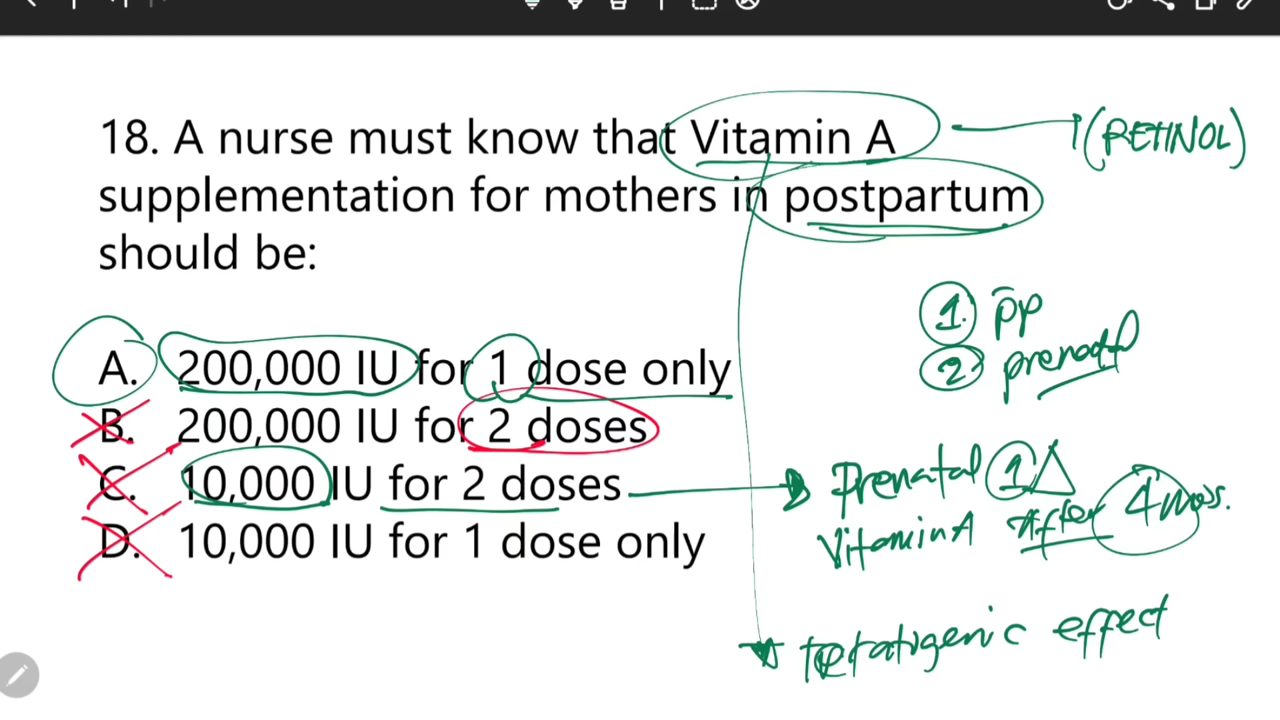 18. A nurse must know that Vitamin A
supplementation for mothers in postpartum
should be:
(RETINOL)
A. 200,000 IU for 1 dose only
B. 200,000 IU for 2 doses
C. 10,000 IU for 2 doses
D. 10,000 IU for 1 dose only
1. pp
2. prenatal
Prenatal 1
Vitamin A After 4 mos.
teratogenic effect